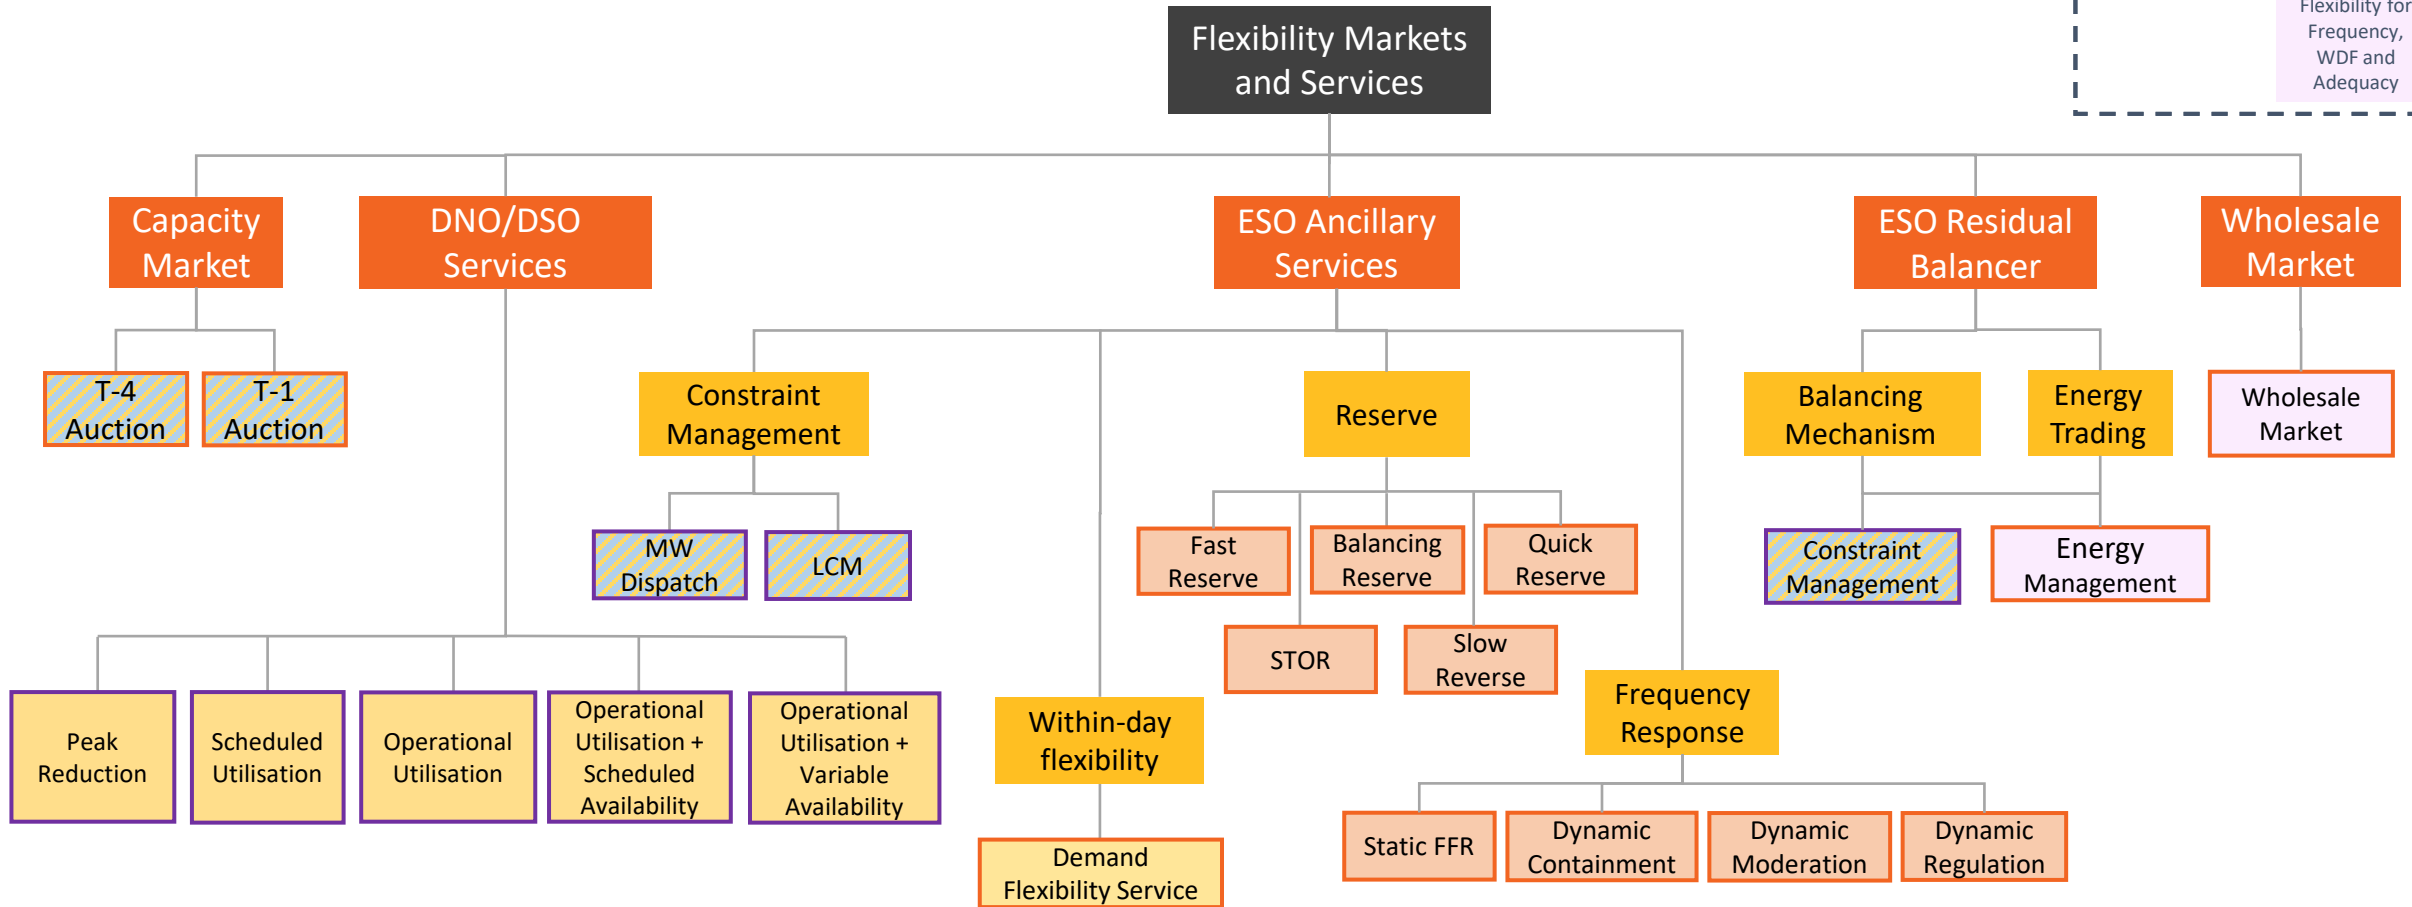 Flexibility for
Frequency,
WDF and
Adequacy
Flexibility Markets
and Services
Capacity
Market
DNO/DSO
Services
ESO Ancillary
Services
ESO Residual
Balancer
Wholesale
Market
T-4
Auction
T-1
Auction
Constraint
Management
Reserve
Balancing
Mechanism
Energy
Trading
Wholesale
Market
MW
Dispatch
LCM
Fast
Reserve
Balancing
Reserve
Quick
Reserve
Constraint
Management
Energy
Management
STOR
Slow
Reverse
Peak
Reduction
Scheduled
Utilisation
Operational
Utilisation
Operational
Utilisation +
Scheduled
Availability
Operational
Utilisation +
Variable
Availability
Within-day
flexibility
Frequency
Response
Demand
Flexibility Service
Static FFR
Dynamic
Containment
Dynamic
Moderation
Dynamic
Regulation